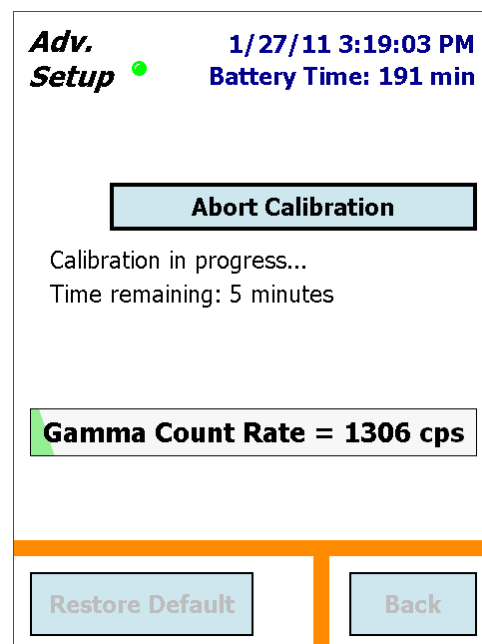 Adv.
Setup
1/27/11 3:19:03 PM
Battery Time: 191 min
Abort Calibration
Calibration in progress...
Time remaining: 5 minutes
Gamma Count Rate = 1306 cps
Restore Default
Back